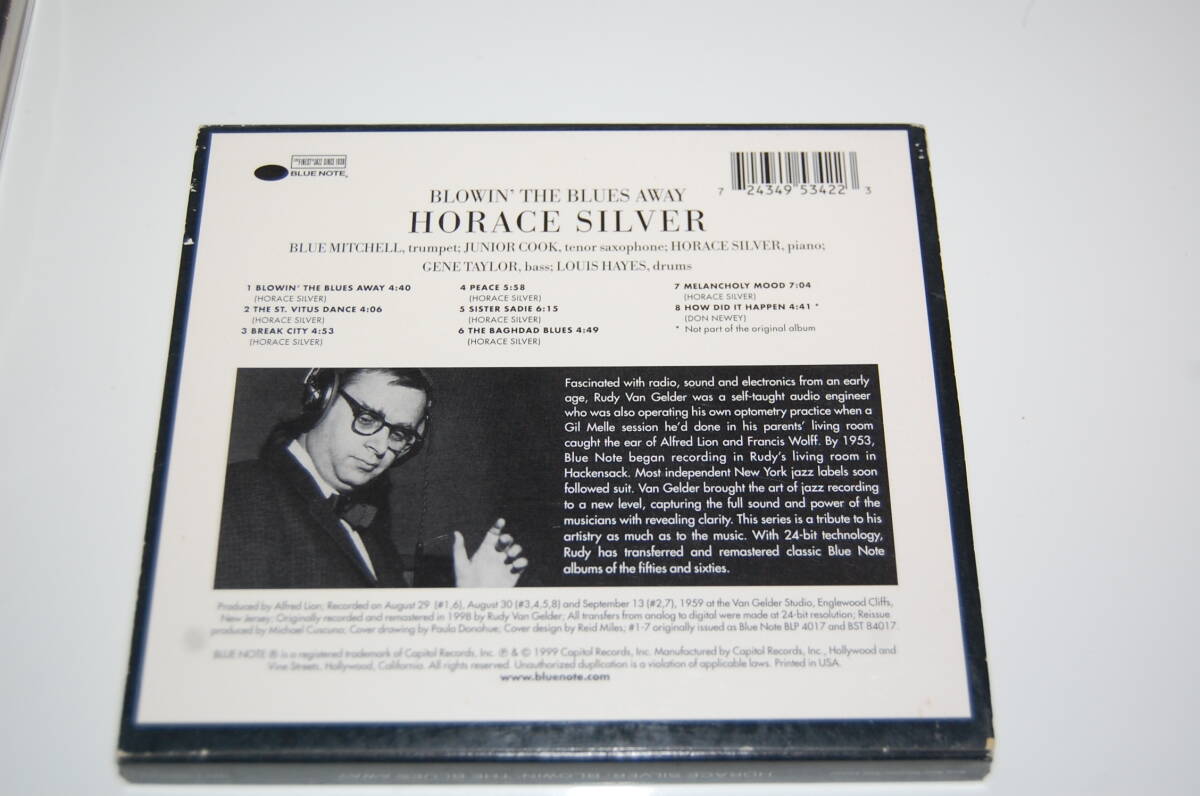 THE FINEST IN JAZZ SINCE 1939
BLUE NOTE
7 24349 53422 3
BLOWIN' THE BLUES AWAY
HORACE SILVER
BLUE MITCHELL, trumpet; JUNIOR COOK, tenor saxophone; HORACE SILVER, piano;
GENE TAYLOR, bass; LOUIS HAYES, drums
1 BLOWIN' THE BLUES AWAY 4:40
(HORACE SILVER)
2 THE ST. VITUS DANCE 4:06
(HORACE SILVER)
3 BREAK CITY 4:53
(HORACE SILVER)
4 PEACE 5:58
(HORACE SILVER)
5 SISTER SADIE 6:15
(HORACE SILVER)
6 THE BAGHDAD BLUES 4:49
(HORACE SILVER)
7 MELANCHOLY MOOD 7:04
(HORACE SILVER)
8 HOW DID IT HAPPEN 4:41 *
(DON NEWEY)
* Not part of the original album
Fascinated with radio, sound and electronics from an early
age, Rudy Van Gelder was a self-taught audio engineer
who was also operating his own optometry practice when a
Gil Melle session he'd done in his parents' living room
caught the ear of Alfred Lion and Francis Wolff. By 1953,
Blue Note began recording in Rudy's living room in
Hackensack. Most independent New York jazz labels soon
followed suit. Van Gelder brought the art of jazz recording
to a new level, capturing the full sound and power of the
musicians with revealing clarity. This series is a tribute to his
artistry as much as to the music. With 24-bit technology,
Rudy has transferred and remastered classic Blue Note
albums of the fifties and sixties.
Produced by Alfred Lion; Recorded on August 29 (#1,6), August 30 (#3,4,5,8) and September 13 (#2,7), 1959 at the Van Gelder Studio, Englewood Cliffs,
New Jersey; Originally recorded and remastered in 1998 by Rudy Van Gelder; All transfers from analog to digital were made at 24-bit resolution; Reissue
produced by Michael Cuscuna; Cover drawing by Paula Donohue, Cover design by Reid Miles; #1-7 originally issued as Blue Note BLP 4017 and BST 84017.
BLUE NOTE ® is a registered trademark of Capitol Records, Inc. ℗ & © 1999 Capitol Records, Inc. Manufactured by Capitol Records, Inc., Hollywood and
Vine Streets, Hollywood, California. All rights reserved. Unauthorized duplication is a violation of applicable laws. Printed in USA.
www.bluenote.com
HORACE SILVER: BLOWIN' THE BLUES AWAY